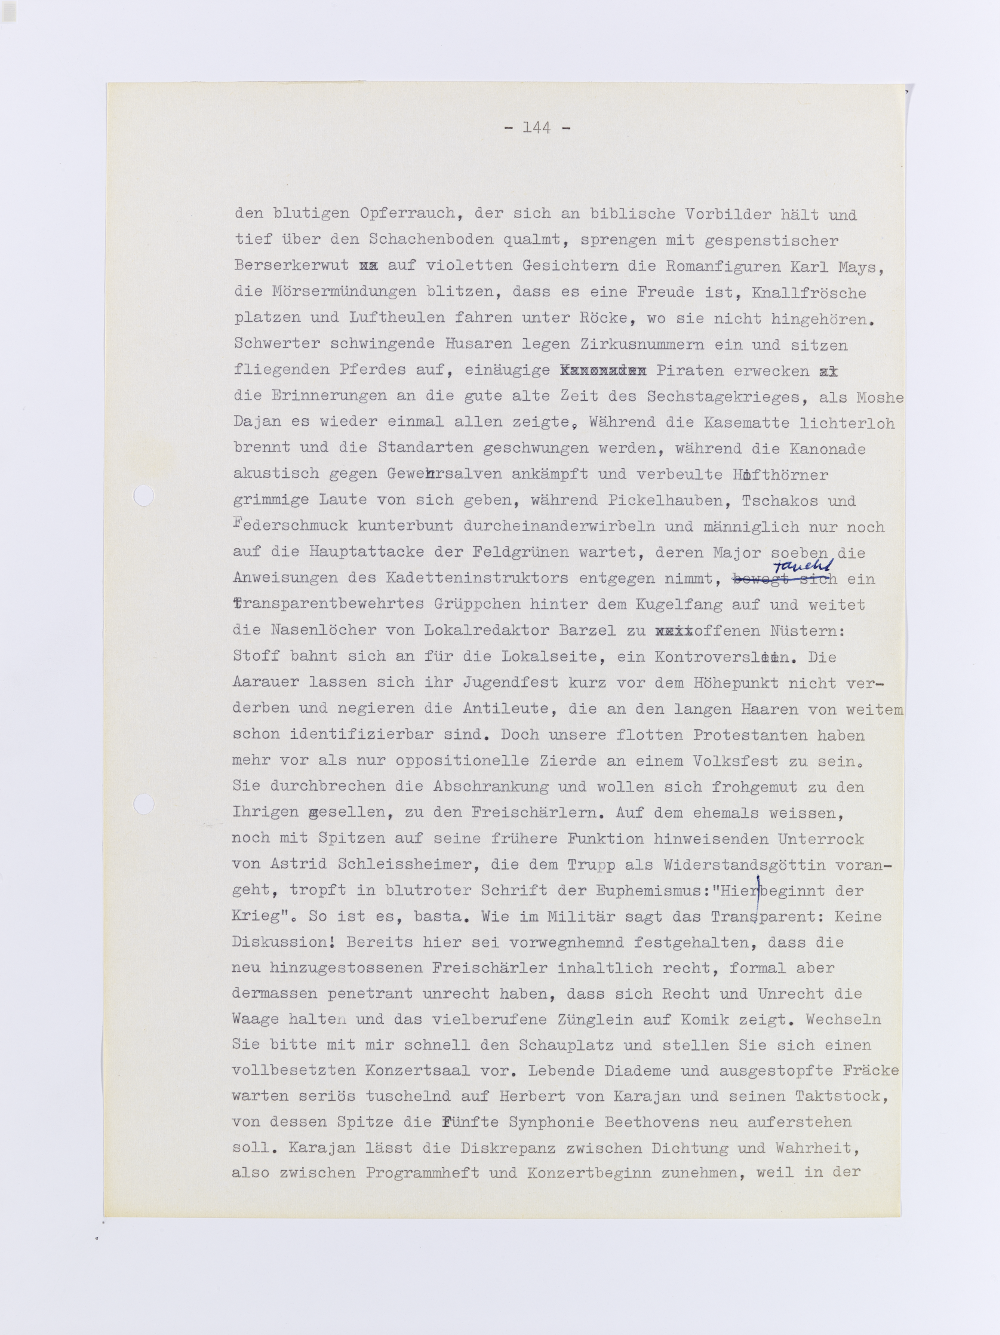 - 144 -
den blutigen Opferrauch, der sich an biblische Vorbilder hält und
tief über den Schachenboden qualmt, sprengen mit gespenstischer
Berserkerwut auf violetten Gesichtern die Romanfiguren Karl Mays,
die Mörsermündungen blitzen, dass es eine Freude ist, Knallfrösche
platzen und Luftheulen fahren unter Röcke, wo sie nicht hingehören.
Schwerter schwingende Husaren legen Zirkusnummern ein und sitzen
fliegenden Pferdes auf, einäugige Piraten erwecken
die Erinnerungen an die gute alte Zeit des Sechstagekrieges, als Moshe
Dajan es wieder einmal allen zeigte. Während die Kasematte lichterloh
brennt und die Standarten geschwungen werden, während die Kanonade
akustisch gegen Gewehrsalven ankämpft und verbeulte Hifthörner
grimmige Laute von sich geben, während Pickelhauben, Tschakos und
Federschmuck kunterbunt durcheinanderwirbeln und männiglich nur noch
auf die Hauptattacke der Feldgrünen wartet, deren Major soeben die
taucht
Anweisungen des Kadetteninstruktors entgegen nimmt, bewegt sich ein
Transparentbewehrtes Grüppchen hinter dem Kugelfang auf und weitet
die Nasenlöcher von Lokalredaktor Barzel zu offenen Nüstern:
Stoff bahnt sich an für die Lokalseite, ein Kontroverslein. Die
Aarauer lassen sich ihr Jugendfest kurz vor dem Höhepunkt nicht ver-
derben und negieren die Antileute, die an den langen Haaren von weitem
schon identifizierbar sind. Doch unsere flotten Protestanten haben
mehr vor als nur oppositionelle Zierde an einem Volksfest zu sein.
Sie durchbrechen die Abschrankung und wollen sich frohgemut zu den
Ihrigen gesellen, zu den Freischärlern. Auf dem ehemals weissen,
noch mit Spitzen auf seine frühere Funktion hinweisenden Unterrock
von Astrid Schleissheimer, die dem Trupp als Widerstandsgöttin voran-
geht, tropft in blutroter Schrift der Euphemismus:"Hier beginnt der
Krieg". So ist es, basta. Wie im Militär sagt das Transparent: Keine
Diskussion! Bereits hier sei vorwegnhemnd festgehalten, dass die
neu hinzugestossenen Freischärler inhaltlich recht, formal aber
dermassen penetrant unrecht haben, dass sich Recht und Unrecht die
Waage halten und das vielberufene Zünglein auf Komik zeigt. Wechseln
Sie bitte mit mir schnell den Schauplatz und stellen Sie sich einen
vollbesetzten Konzertsaal vor. Lebende Diademe und ausgestopfte Fräcke
warten seriös tuschelnd auf Herbert von Karajan und seinen Taktstock,
von dessen Spitze die Fünfte Synphonie Beethovens neu auferstehen
soll. Karajan lässt die Diskrepanz zwischen Dichtung und Wahrheit,
also zwischen Programmheft und Konzertbeginn zunehmen, weil in der